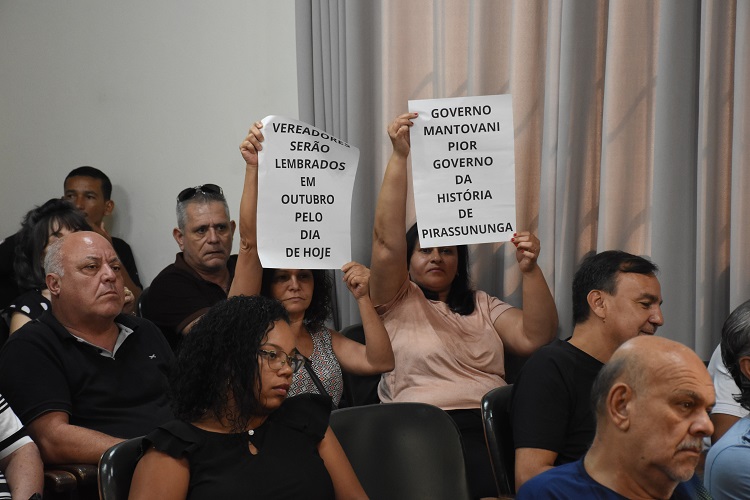 VEREADORES
SERÃO
LEMBRADOS
EM
OUTUBRO
PELO
DIA
DE HOJE
GOVERNO
MANTOVANI
PIOR
GOVERNO
DA
HISTÓRIA
DE
PIRASSUNUNGA